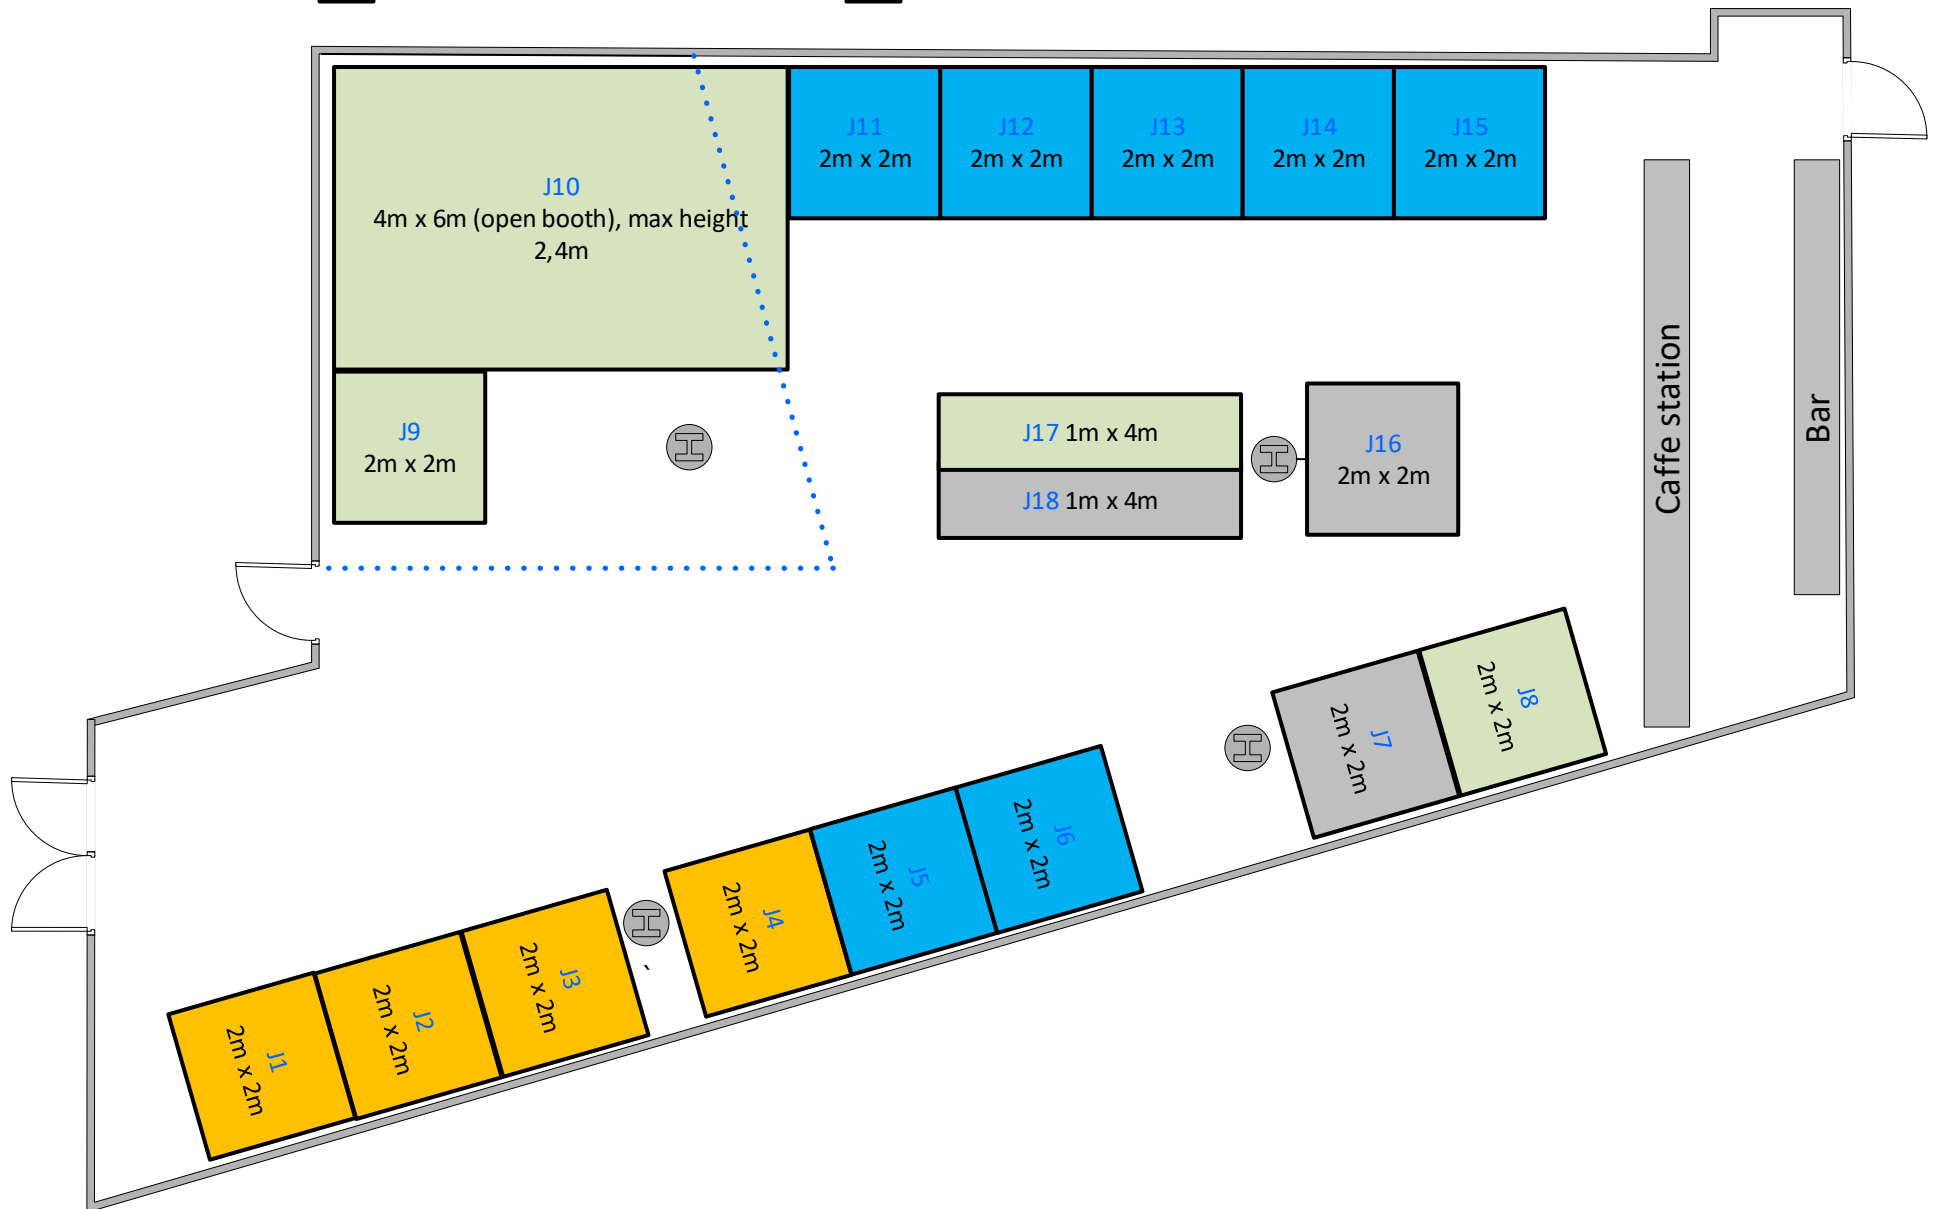 J11
2m x 2m
J12
2m x 2m
J13
2m x 2m
J14
2m x 2m
J15
2m x 2m
J10
4m x 6m (open booth), max height
2,4m
J9
2m x 2m
J17 1m x 4m
J18 1m x 4m
J16
2m x 2m
Caffe station
Bar
J8
2m x 2m
J7
2m x 2m
J6
2m x 2m
J5
2m x 2m
J4
2m x 2m
J3
2m x 2m
J2
2m x 2m
J1
2m x 2m